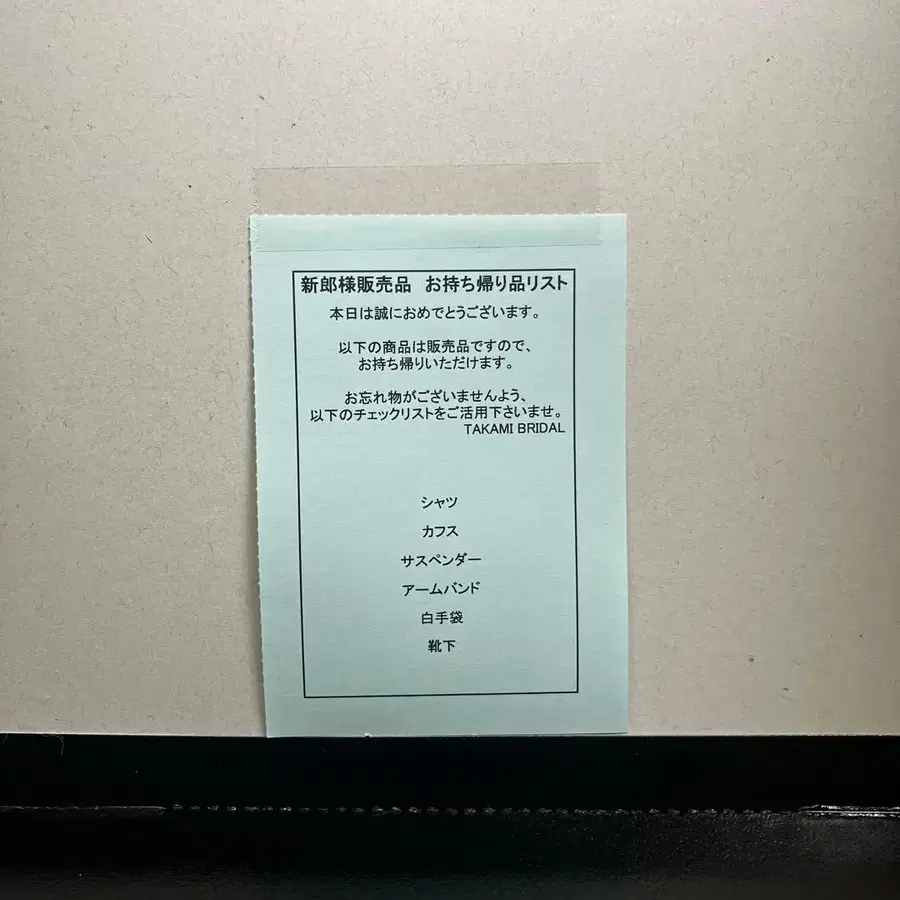 新郎様販売品　お持ち帰り品リスト
本日は誠におめでとうございます。
以下の商品は販売品ですので、
お持ち帰りいただけます。
お忘れ物がございませんよう、
以下のチェックリストをご活用下さいませ。
TAKAMI BRIDAL
シャツ
カフス
サスペンダー
アームバンド
白手袋
靴下